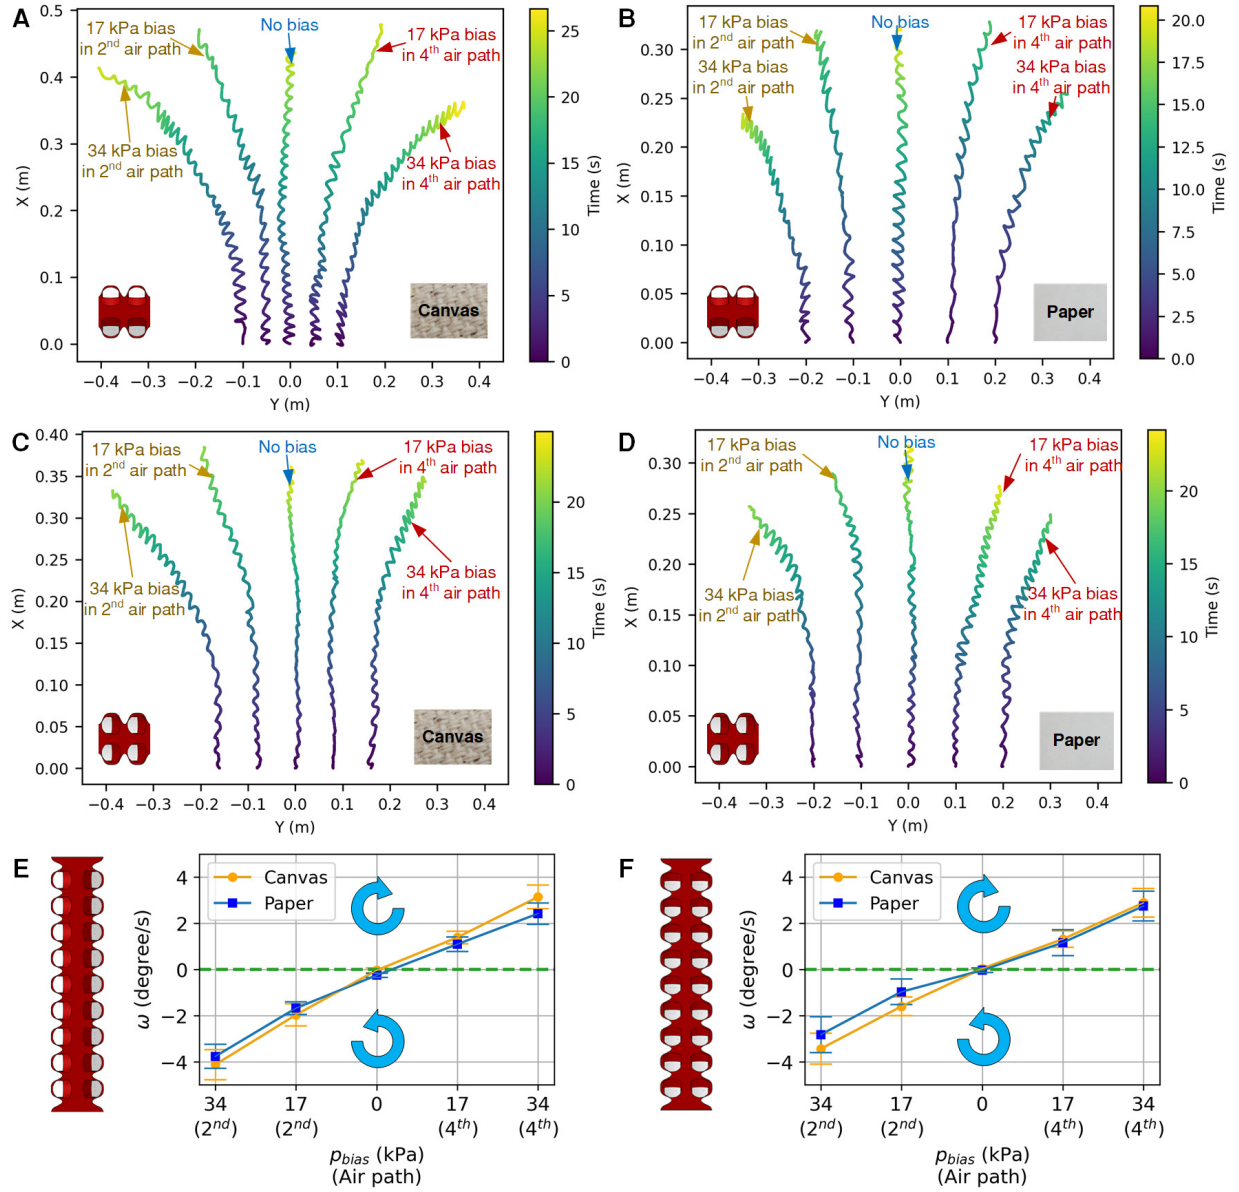 A
0.5
0.4
0.3
0.2
0.1
0.0
X (m)
−0.4 −0.3 −0.2 −0.1 0.0 0.1 0.2 0.3 0.4
Y (m)
17 kPa bias
in 2nd air path
No bias
17 kPa bias
in 4th air path
34 kPa bias
in 2nd air path
34 kPa bias
in 4th air path
Canvas
25
20
15
10
5
0
Time (s)
B
0.30
0.25
0.20
0.15
0.10
0.05
0.00
X (m)
−0.4 −0.3 −0.2 −0.1 0.0 0.1 0.2 0.3 0.4
Y (m)
17 kPa bias
in 2nd air path
No bias
17 kPa bias
in 4th air path
34 kPa bias
in 2nd air path
34 kPa bias
in 4th air path
Paper
20.0
17.5
15.0
12.5
10.0
7.5
5.0
2.5
0.0
Time (s)
C
0.40
0.35
0.30
0.25
0.20
0.15
0.10
0.05
0.00
X (m)
−0.4 −0.3 −0.2 −0.1 0.0 0.1 0.2 0.3 0.4
Y (m)
17 kPa bias
in 2nd air path
No bias
17 kPa bias
in 4th air path
34 kPa bias
in 2nd air path
34 kPa bias
in 4th air path
Canvas
20
15
10
5
0
Time (s)
D
0.30
0.25
0.20
0.15
0.10
0.05
0.00
X (m)
−0.4 −0.3 −0.2 −0.1 0.0 0.1 0.2 0.3 0.4
Y (m)
17 kPa bias
in 2nd air path
No bias
17 kPa bias
in 4th air path
34 kPa bias
in 2nd air path
34 kPa bias
in 4th air path
Paper
20
15
10
5
0
Time (s)
E
Canvas
Paper
4
2
0
−2
−4
ω (degree/s)
34 17 0 17 34
(2nd) (2nd) (4th) (4th)
pbias (kPa)
(Air path)
F
Canvas
Paper
4
2
0
−2
−4
ω (degree/s)
34 17 0 17 34
(2nd) (2nd) (4th) (4th)
pbias (kPa)
(Air path)